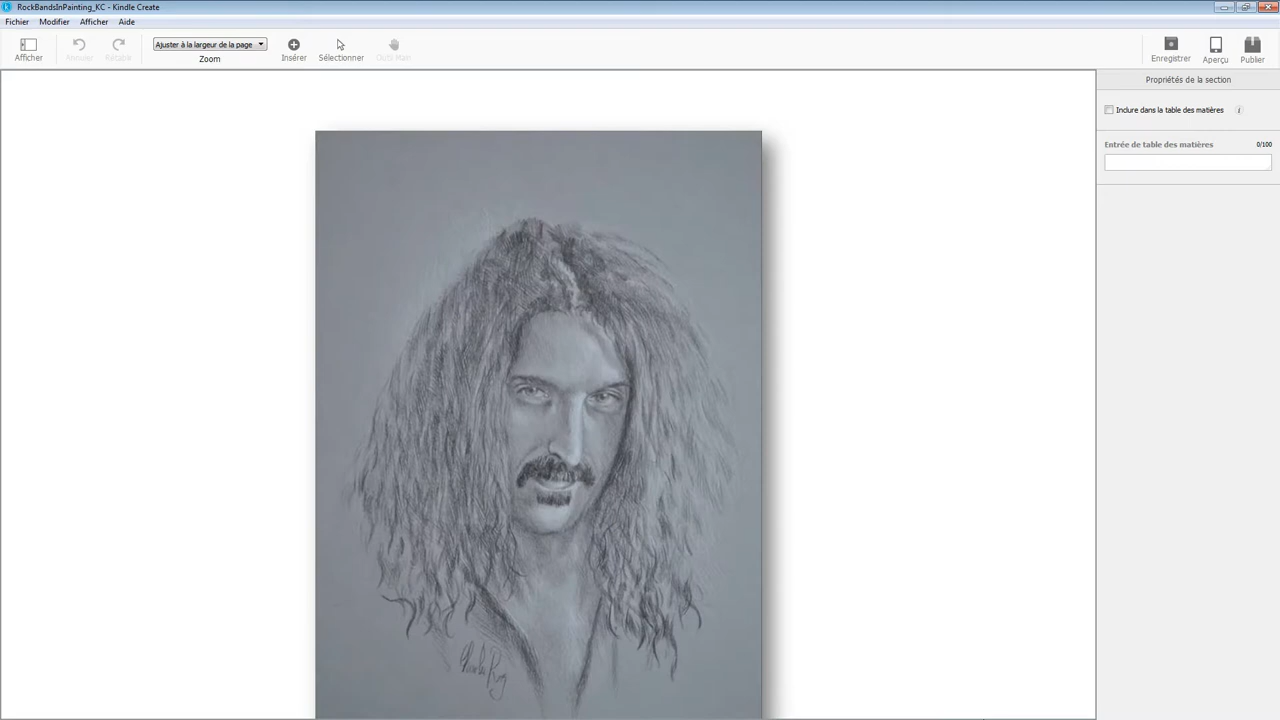 RockBandsInPainting_KC - Kindle Create
Fichier Modifier Afficher Aide
Afficher Annuler Rétablir Ajuster à la largeur de la page Zoom Insérer Sélectionner Outil Main Enregistrer Aperçu Publier
Propriétés de la section
Inclure dans la table des matières i
Entrée de table des matières 0/100